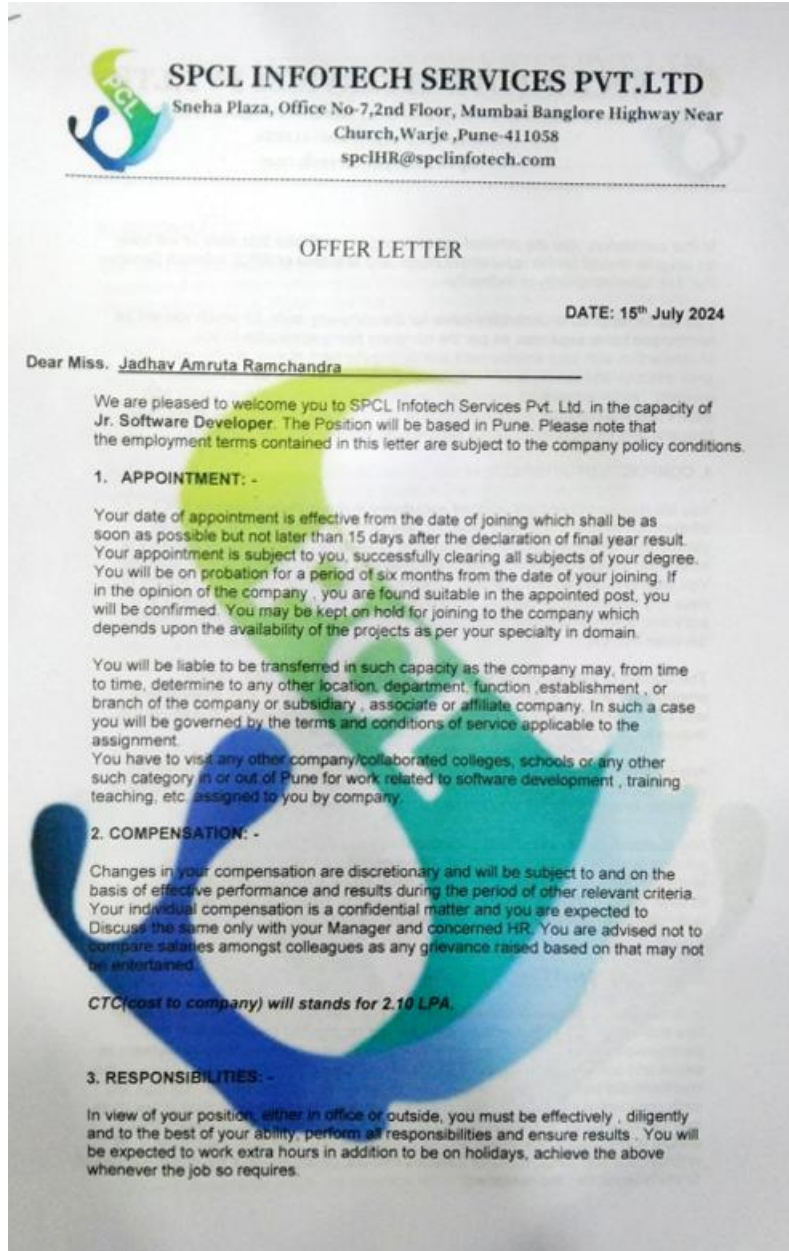 PCL
SPCL INFOTECH SERVICES PVT.LTD
Sneha Plaza, Office No-7,2nd Floor, Mumbai Banglore Highway Near
Church,Warje ,Pune-411058
spclHR@spclinfotech.com
OFFER LETTER
DATE: 15th July 2024
Dear Miss. Jadhav Amruta Ramchandra
We are pleased to welcome you to SPCL Infotech Services Pvt. Ltd. in the capacity of
Jr. Software Developer. The Position will be based in Pune. Please note that
the employment terms contained in this letter are subject to the company policy conditions.
1. APPOINTMENT: -
Your date of appointment is effective from the date of joining which shall be as
soon as possible but not later than 15 days after the declaration of final year result.
Your appointment is subject to you, successfully clearing all subjects of your degree.
You will be on probation for a period of six months from the date of your joining. If
in the opinion of the company , you are found suitable in the appointed post, you
will be confirmed. You may be kept on hold for joining to the company which
depends upon the availability of the projects as per your specialty in domain.
You will be liable to be transferred in such capacity as the company may, from time
to time, determine to any other location, department, function ,establishment , or
branch of the company or subsidiary , associate or affiliate company. In such a case
you will be governed by the terms and conditions of service applicable to the
assignment.
You have to visit any other company/collaborated colleges, schools or any other
such category in or out of Pune for work related to software development , training
teaching, etc. assigned to you by company.
2. COMPENSATION: -
Changes in your compensation are discretionary and will be subject to and on the
basis of effective performance and results during the period of other relevant criteria.
Your individual compensation is a confidential matter and you are expected to
Discuss the same only with your Manager and concerned HR. You are advised not to
compare salaries amongst colleagues as any grievance raised based on that may not
be entertained.
CTC(cost to company) will stands for 2.10 LPA.
3. RESPONSIBILITIES: -
In view of your position, either in office or outside, you must be effectively , diligently
and to the best of your ability, perform all responsibilities and ensure results . You will
be expected to work extra hours in addition to be on holidays, achieve the above
whenever the job so requires.